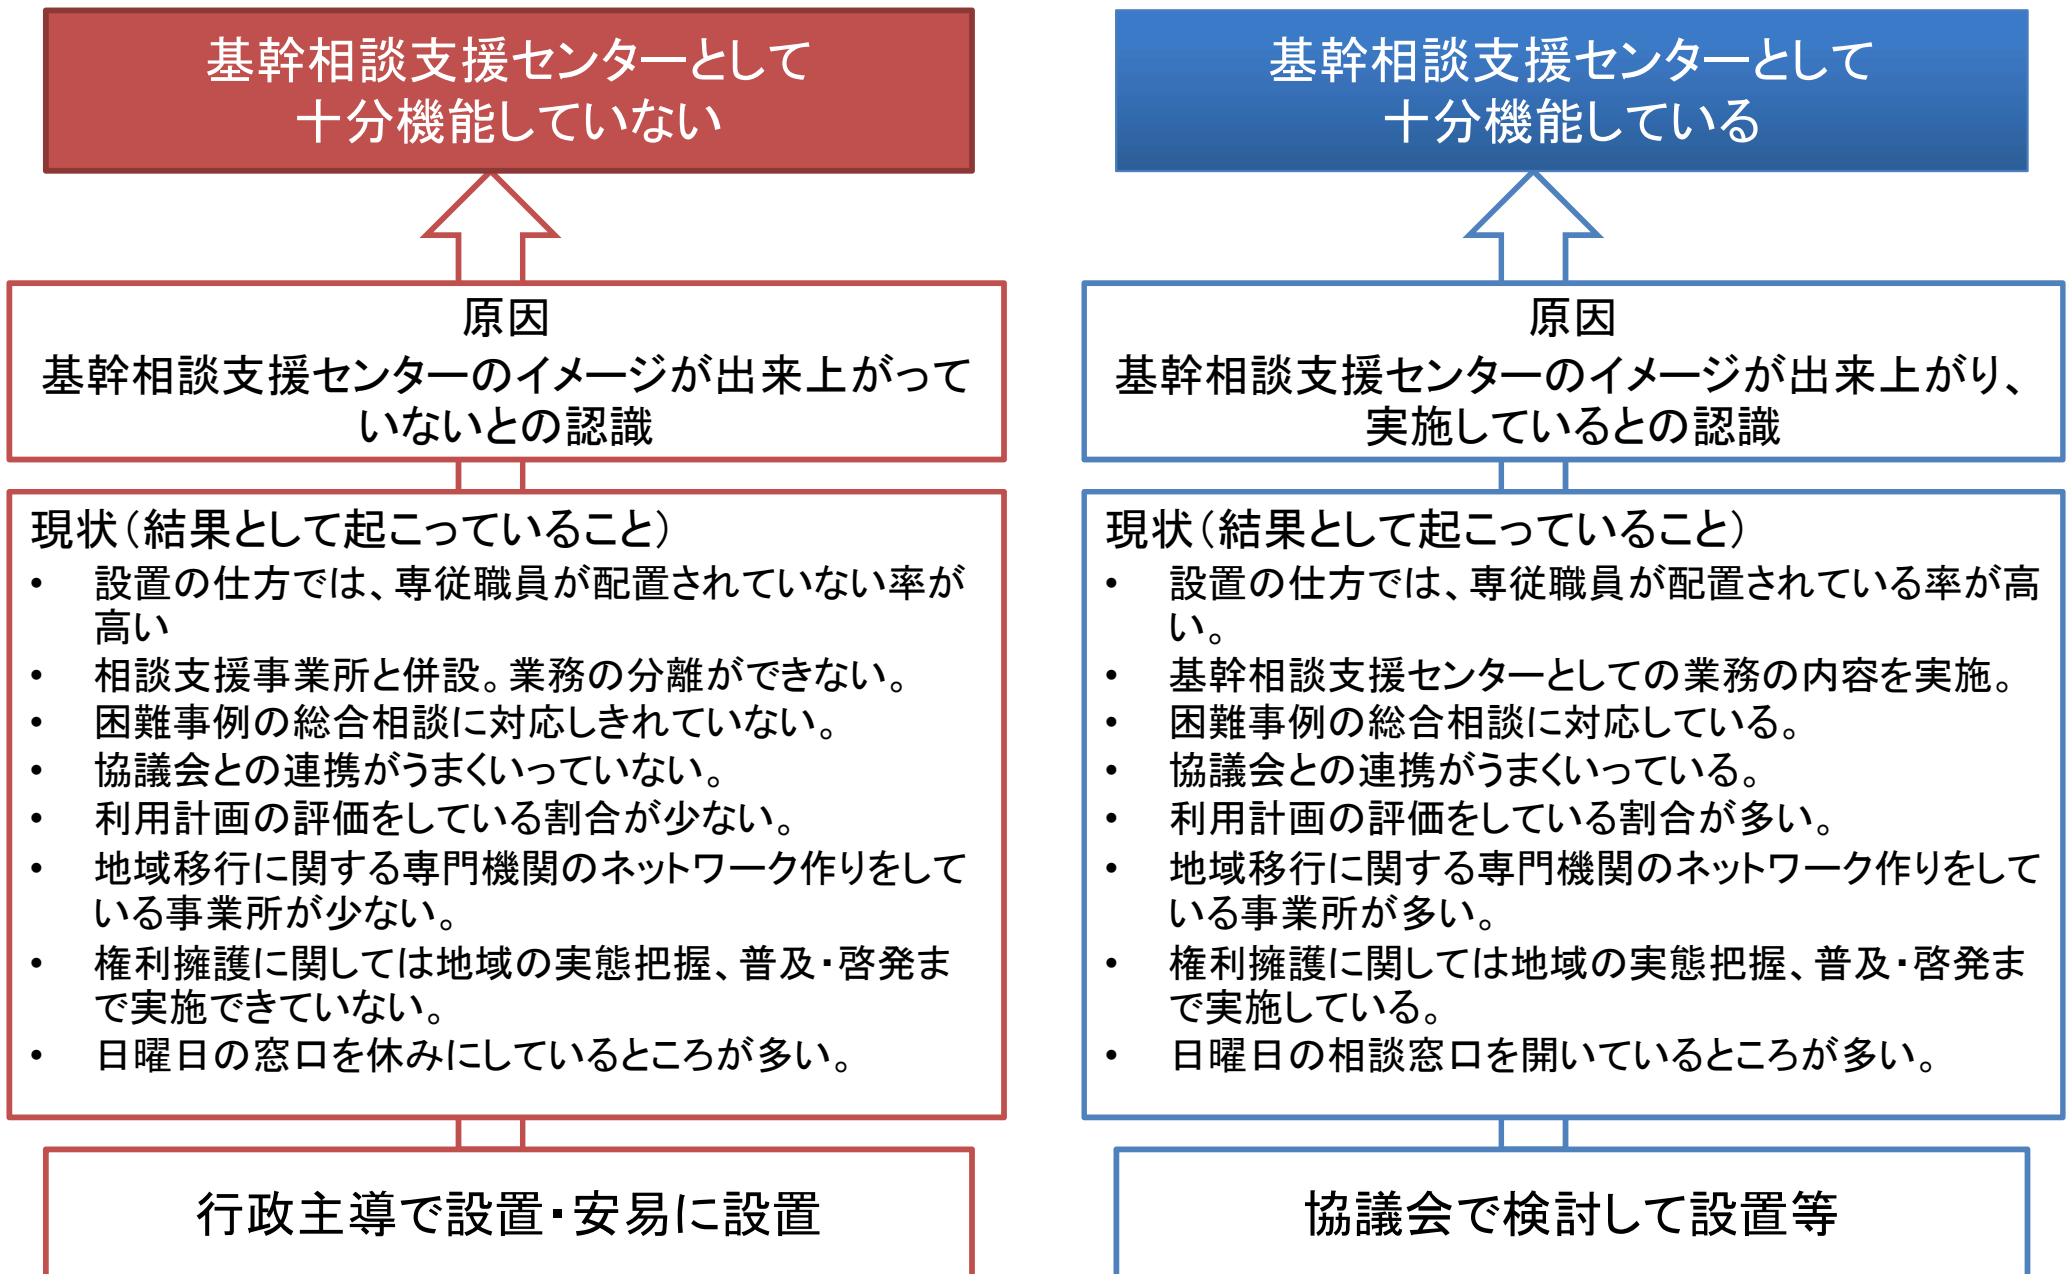 基幹相談支援センターとして
十分機能していない
原因
基幹相談支援センターのイメージが出来上がって
いないとの認識
現状(結果として起こっていること)
• 設置の仕方では、専従職員が配置されていない率が
高い
• 相談支援事業所と併設。業務の分離ができない。
• 困難事例の総合相談に対応しきれていない。
• 協議会との連携がうまくいっていない。
• 利用計画の評価をしている割合が少ない。
• 地域移行に関する専門機関のネットワーク作りをして
いる事業所が少ない。
• 権利擁護に関しては地域の実態把握、普及・啓発ま
で実施できていない。
• 日曜日の窓口を休みにしているところが多い。
行政主導で設置・安易に設置
基幹相談支援センターとして
十分機能している
原因
基幹相談支援センターのイメージが出来上がり、
実施しているとの認識
現状(結果として起こっていること)
• 設置の仕方では、専従職員が配置されている率が高
い。
• 基幹相談支援センターとしての業務の内容を実施。
• 困難事例の総合相談に対応している。
• 協議会との連携がうまくいっている。
• 利用計画の評価をしている割合が多い。
• 地域移行に関する専門機関のネットワーク作りをして
いる事業所が多い。
• 権利擁護に関しては地域の実態把握、普及・啓発ま
で実施している。
• 日曜日の相談窓口を開いているところが多い。
協議会で検討して設置等